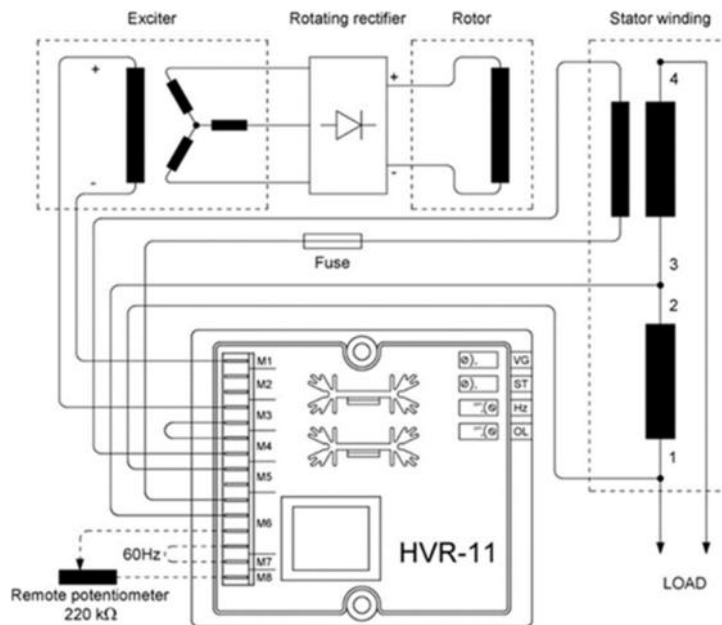 Exciter
Rotating rectifier
Rotor
Stator winding
+
-
+
-
4
3
2
1
Fuse
M1
M2
M3
M4
M5
M6
M7
M8
VG
ST
Hz
OL
60Hz
HVR-11
LOAD
Remote potentiometer
220 kΩ